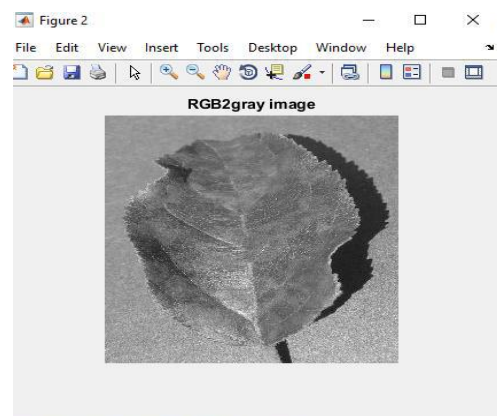 Figure 2
File Edit View Insert Tools Desktop Window Help
RGB2gray image